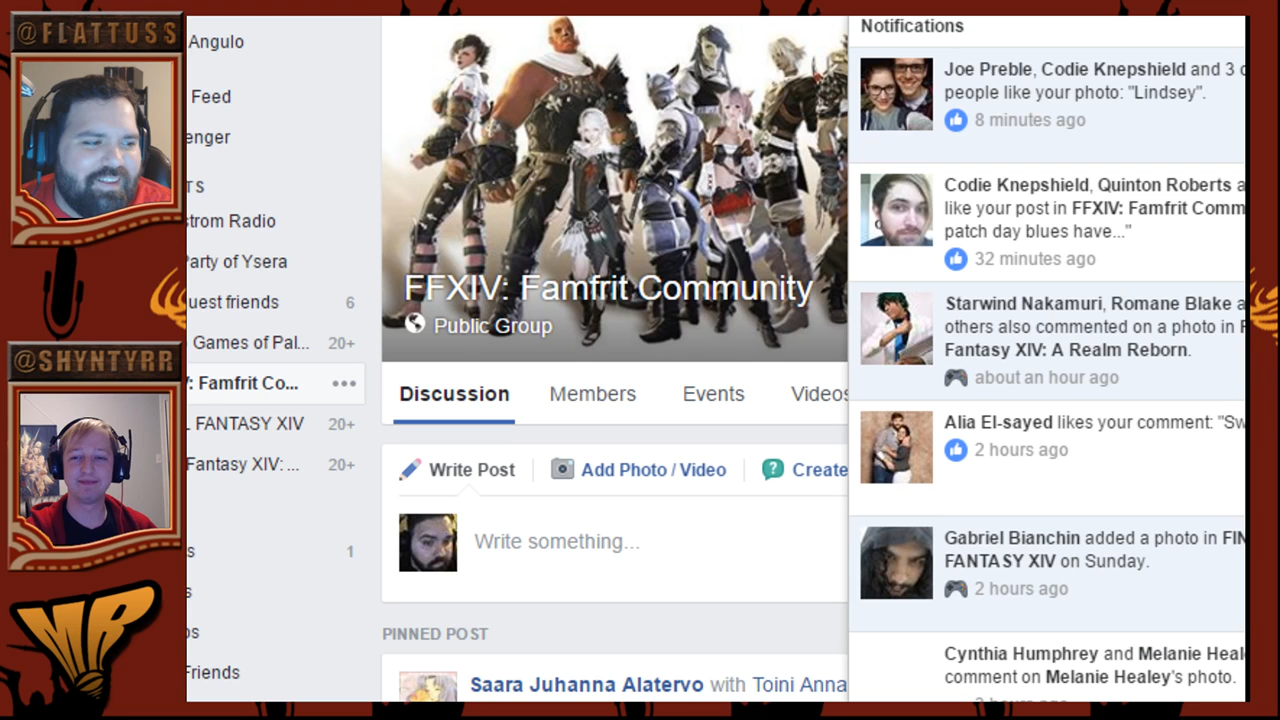 @FLATTUSS
@SHYNTYRR
MR
Angulo
Feed
enger
TS
strom Radio
Party of Ysera
uest friends 6
Games of Pal... 20+
V: Famfrit Co... •••
L FANTASY XIV 20+
Fantasy XIV: ... 20+
s 1
s
os
Friends
FFXIV: Famfrit Community
Public Group
Discussion Members Events Videos
Write Post Add Photo / Video Create
Write something...
PINNED POST
Saara Juhanna Alatervo with Toini Anna
Notifications
Joe Preble, Codie Knepshield and 3 o
people like your photo: "Lindsey".
8 minutes ago
Codie Knepshield, Quinton Roberts a
like your post in FFXIV: Famfrit Comm
patch day blues have..."
32 minutes ago
Starwind Nakamuri, Romane Blake a
others also commented on a photo in F
Fantasy XIV: A Realm Reborn.
about an hour ago
Alia El-sayed likes your comment: "Sw
2 hours ago
Gabriel Bianchin added a photo in FIN
FANTASY XIV on Sunday.
2 hours ago
Cynthia Humphrey and Melanie Heal
comment on Melanie Healey's photo.